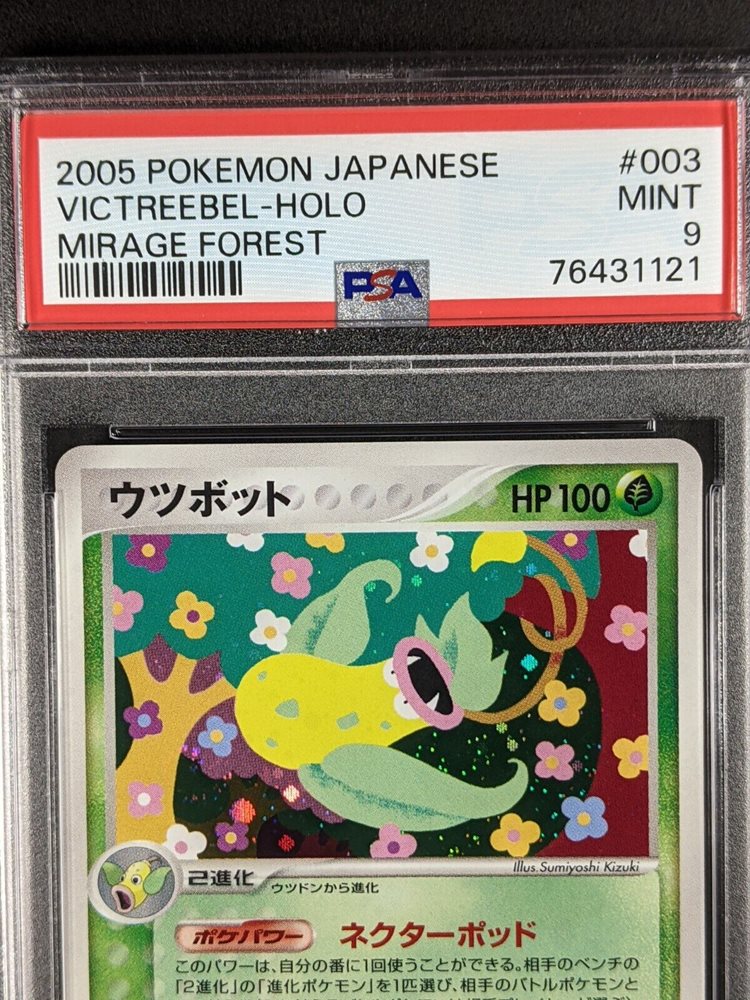 2005 POKEMON JAPANESE #003
VICTREEBEL-HOLO MINT
MIRAGE FOREST 9
76431121
PSA
ウツボット HP100
Illus. Sumiyoshi Kizuki
2進化
ウツドンから進化
ポケパワー ネクターポッド
このパワーは、自分の番に1回使うことができる。相手のベンチの
「2進化」の「進化ポケモン」を1匹選び、相手のバトルポケモンと